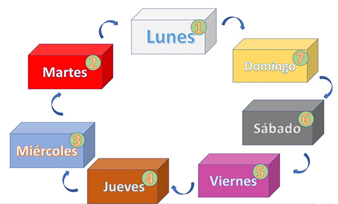 Lunes 1
Martes 2
Miércoles 3
Jueves 4
Viernes 5
Sábado 6
Domingo 7